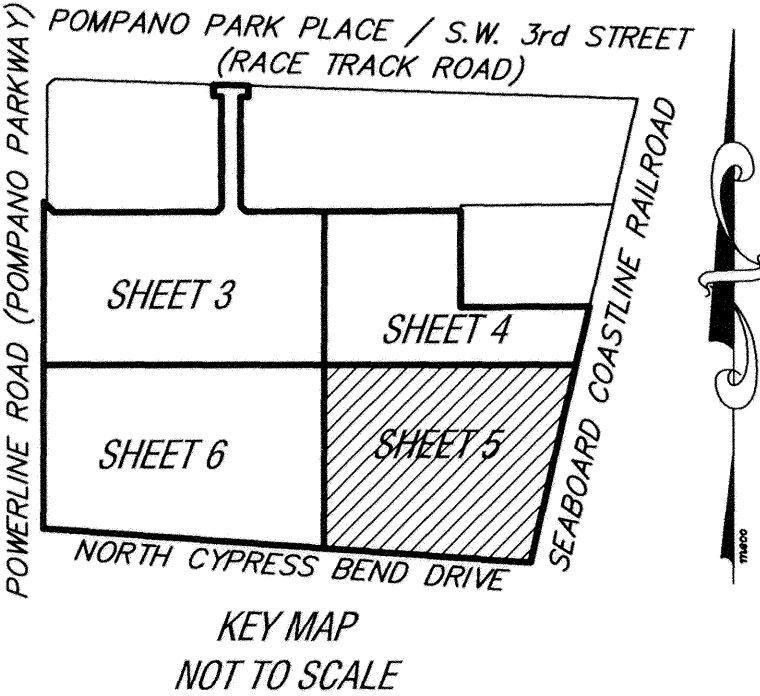 POMPANO PARK PLACE / S.W. 3rd STREET
(RACE TRACK ROAD)
POWERLINE ROAD (POMPANO PARKWAY)
SEABOARD COASTLINE RAILROAD
SHEET 3
SHEET 4
SHEET 6
SHEET 5
NORTH CYPRESS BEND DRIVE
KEY MAP
NOT TO SCALE